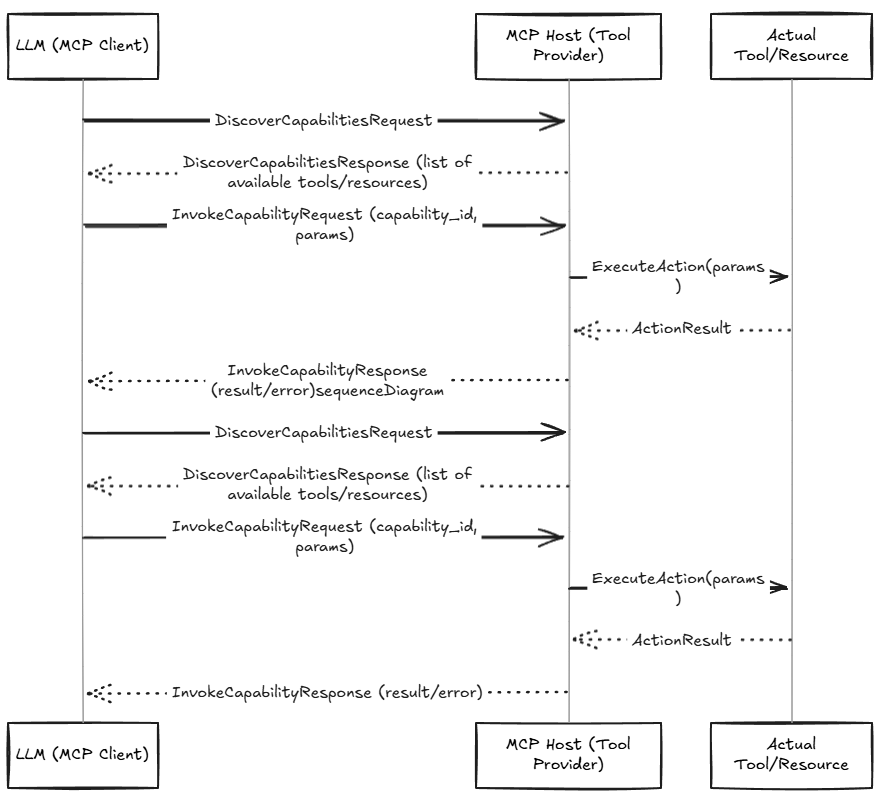 LLM (MCP Client)
MCP Host (Tool
Provider)
Actual
Tool/Resource
DiscoverCapabilitiesRequest
DiscoverCapabilitiesResponse (list of
available tools/resources)
InvokeCapabilityRequest (capability_id,
params)
ExecuteAction(params
)
ActionResult
InvokeCapabilityResponse
(result/error)sequenceDiagram
DiscoverCapabilitiesRequest
DiscoverCapabilitiesResponse (list of
available tools/resources)
InvokeCapabilityRequest (capability_id,
params)
ExecuteAction(params
)
ActionResult
InvokeCapabilityResponse (result/error)
LLM (MCP Client)
MCP Host (Tool
Provider)
Actual
Tool/Resource